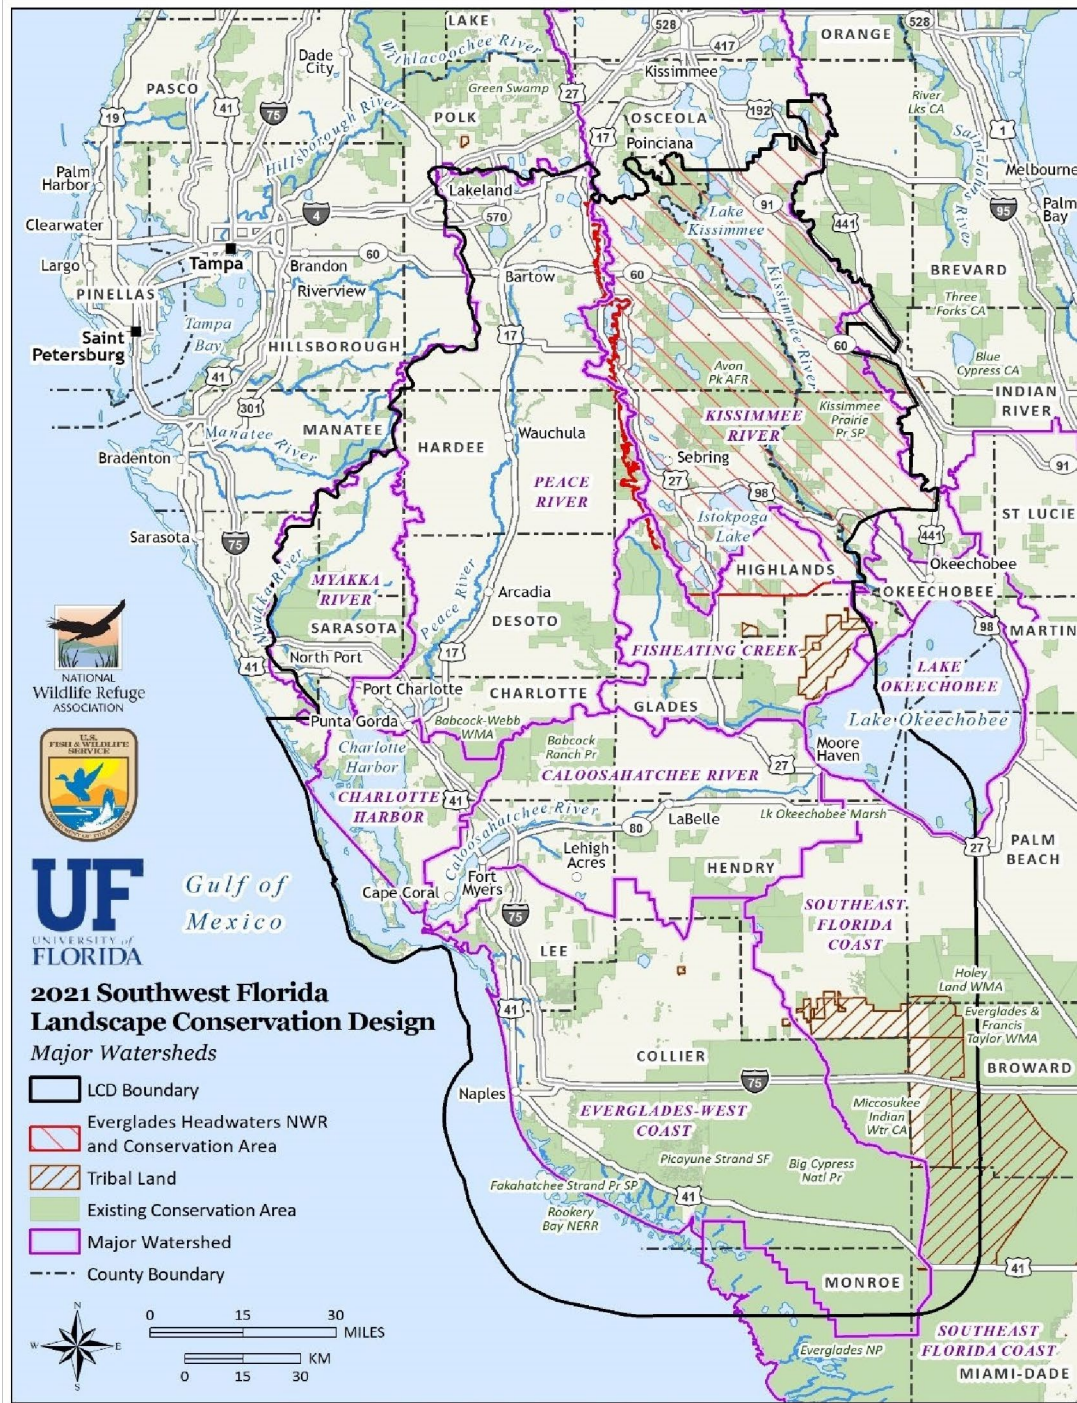 LAKE
528
ORANGE
528
Dade
City
Withlacoochee River
417
Kissimmee
PASCO
41
Green Swamp
27
192
River
Lks CA
19
75
Hillsborough River
POLK
OSCEOLA
17
Poinciana
1
Saint Johns
River
Palm
Harbor
Lakeland
Melbourne
Clearwater
4
570
Lake
Kissimmee
91
441
95
Palm
Bay
Largo
Tampa
60
Brandon
Bartow
60
BREVARD
PINELLAS
Riverview
Kissimmee River
Three
Forks CA
Saint
Petersburg
Tampa
Bay
HILLSBOROUGH
17
60
Blue
Cypress CA
41
Avon
Pk AFR
INDIAN
RIVER
301
MANATEE
HARDEE
Wauchula
KISSIMMEE
RIVER
Kissimmee
Prairie
Pr SP
Manatee River
Bradenton
Sebring
91
PEACE
RIVER
27
98
ST LUCIE
Sarasota
75
Istokpoga
Lake
441
Okeechobee
Myakka River
MYAKKA
RIVER
Peace River
Arcadia
HIGHLANDS
OKEECHOBEE
SARASOTA
DESOTO
98
MARTIN
41
North Port
17
FISHEATING CREEK
LAKE
OKEECHOBEE
Port Charlotte
CHARLOTTE
GLADES
Punta Gorda
Babcock-Webb
WMA
Lake Okeechobee
Charlotte
Harbor
Babcock
Ranch Pr
Moore
Haven
CALOOSAHATCHEE RIVER
27
CHARLOTTE
HARBOR
41
Caloosahatchee River
80
LaBelle
Lk Okeechobee Marsh
27
PALM
BEACH
Lehigh
Acres
HENDRY
Cape Coral
Fort
Myers
75
SOUTHEAST
FLORIDA
COAST
LEE
Gulf of
Mexico
Holey
Land WMA
41
Everglades &
Francis
Taylor WMA
COLLIER
BROWARD
75
Naples
EVERGLADES-WEST
COAST
Miccosukee
Indian
Wtr CA
Picayune Strand SF
Big Cypress
Natl Pr
Fakahatchee Strand Pr SP
41
Rookery
Bay NERR
41
MONROE
SOUTHEAST
FLORIDA COAST
Everglades NP
MIAMI-DADE
NATIONAL
Wildlife Refuge
ASSOCIATION
U.S.
FISH & WILDLIFE
SERVICE
DEPARTMENT OF THE INTERIOR
UF
UNIVERSITY of
FLORIDA
2021 Southwest Florida
Landscape Conservation Design
Major Watersheds
LCD Boundary
Everglades Headwaters NWR
and Conservation Area
Tribal Land
Existing Conservation Area
Major Watershed
County Boundary
N
W E
S
0 15 30
MILES
KM
0 15 30